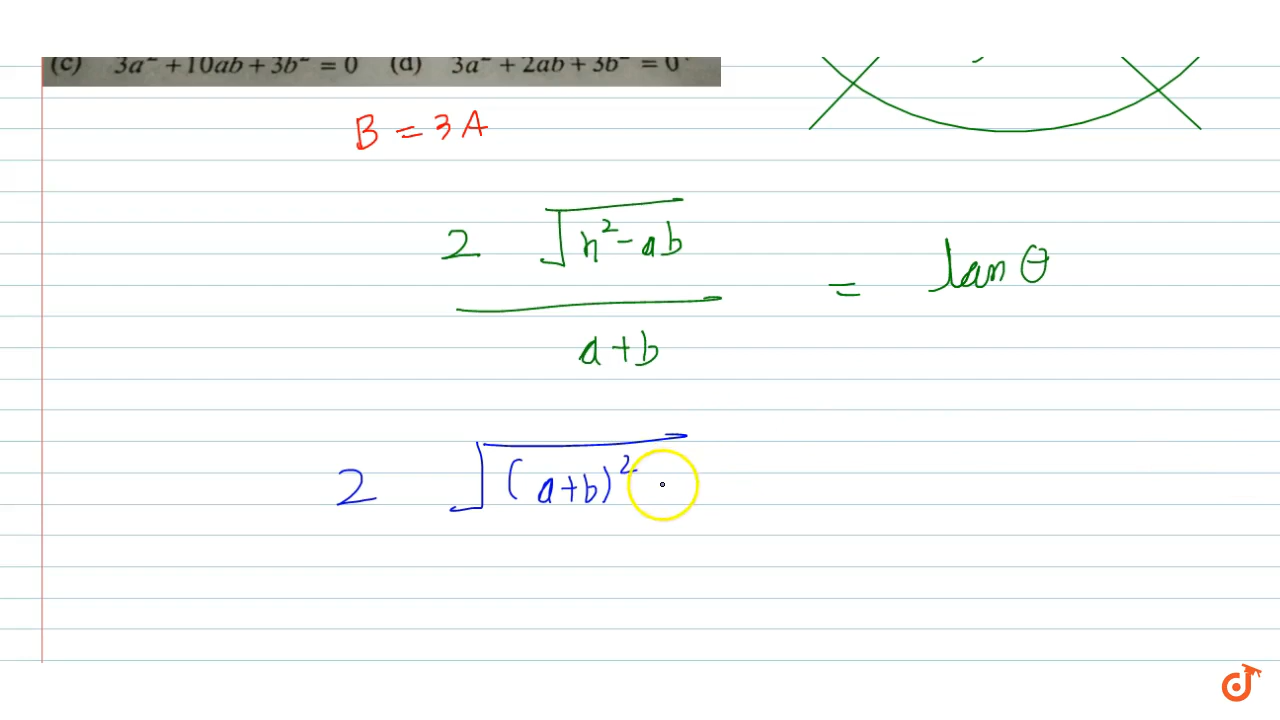 (c) 3a² + 10ab + 3b² = 0 (d) 3a² + 2ab + 3b² = 0
B = 3A
2 √(h² - ab)
= tan θ
a + b
2 √((a+b)²